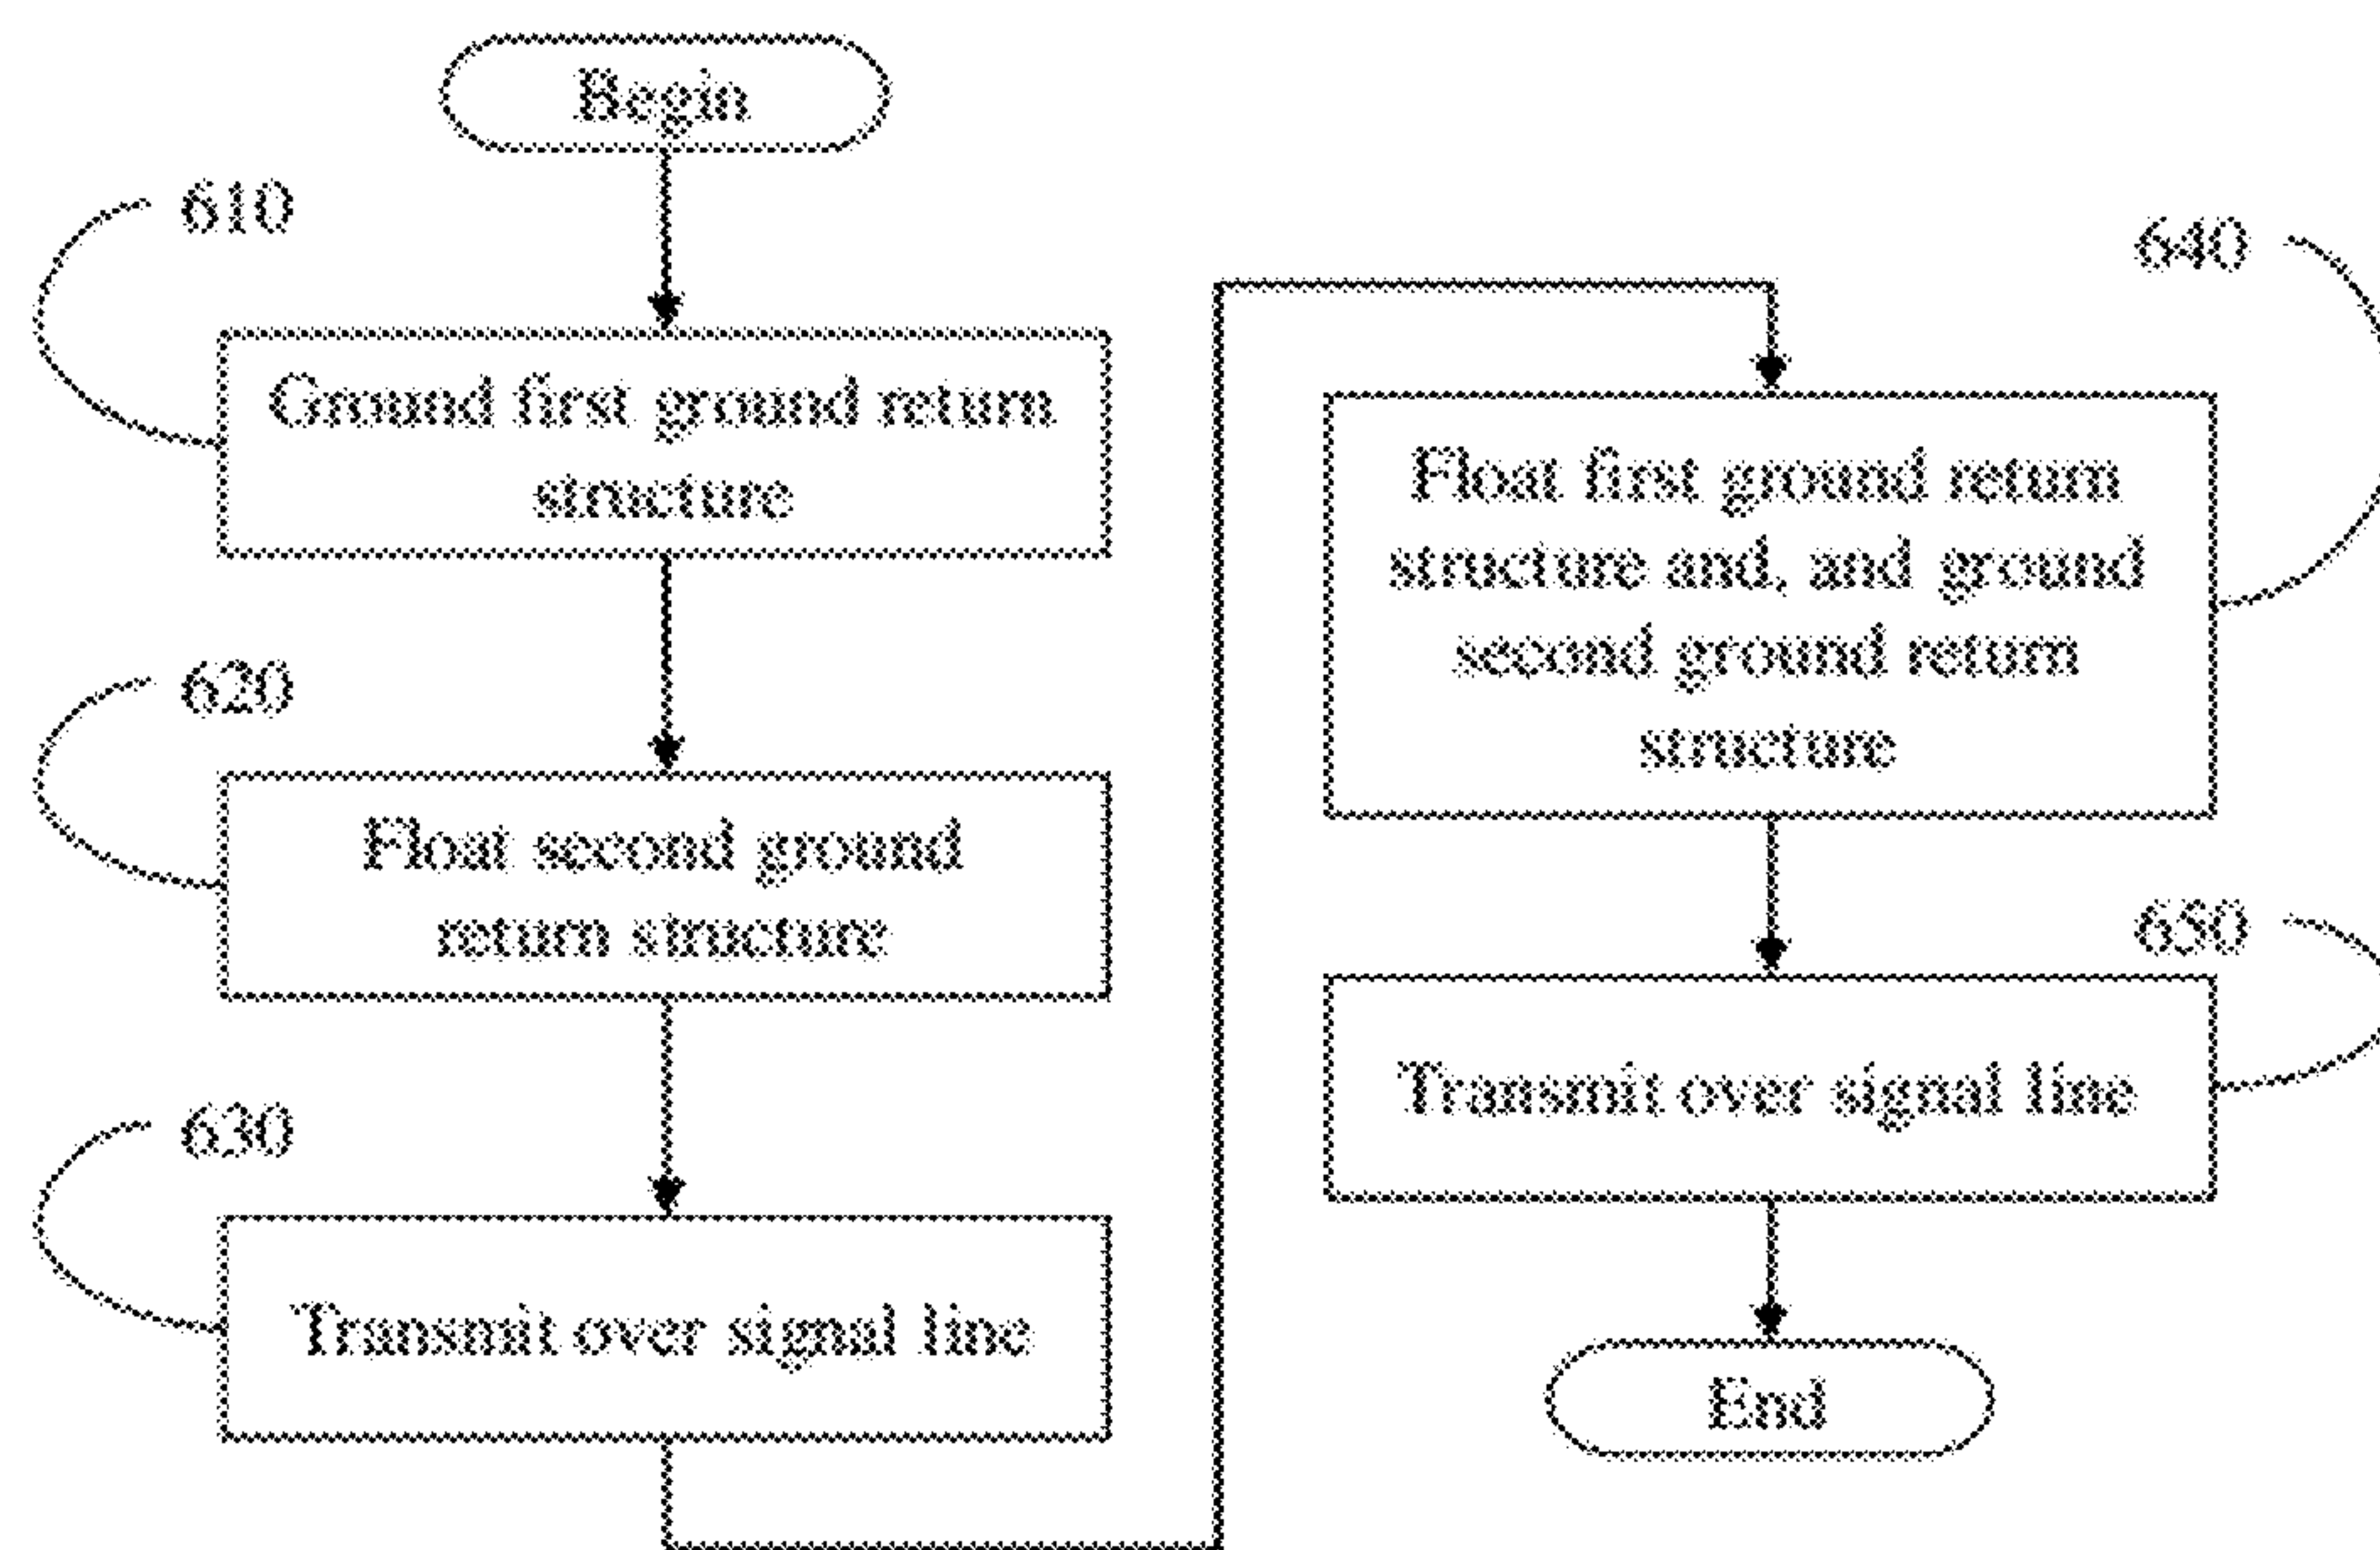 Begin
610
Ground first ground return
structure
620
Float second ground
return structure
630
Transmit over signal line
640
Float first ground return
structure and, and ground
second ground return
structure
650
Transmit over signal line
End